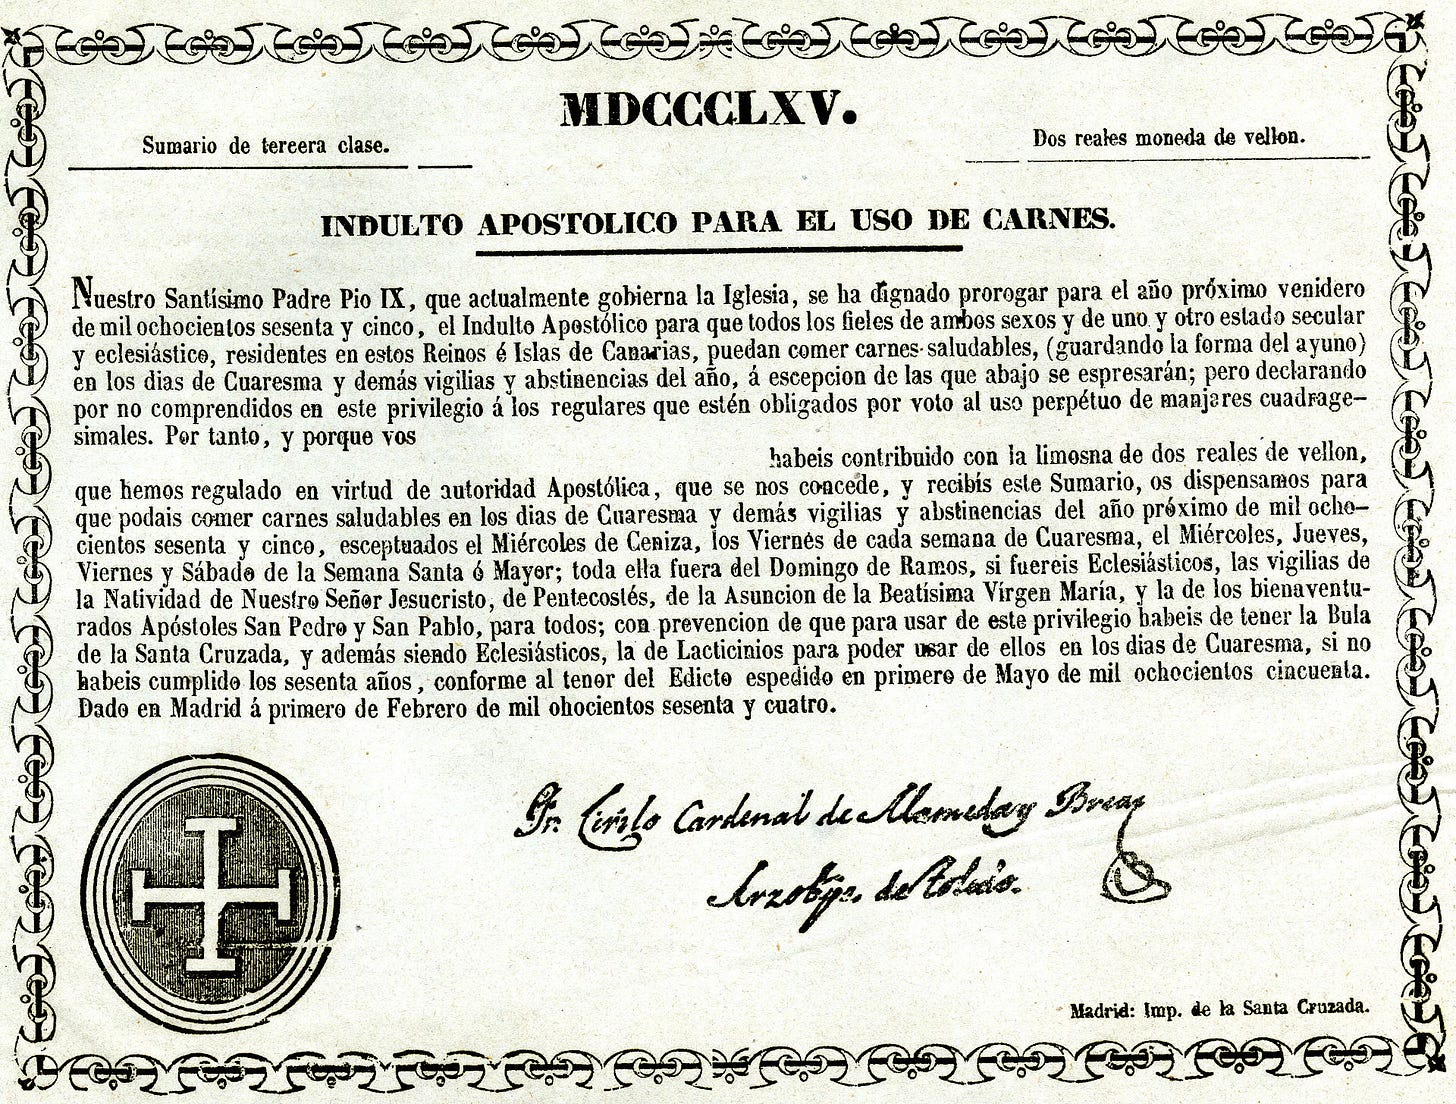 MDCCCLXV.
Sumario de tercera clase.
Dos reales moneda de vellon.
INDULTO APOSTOLICO PARA EL USO DE CARNES.
Nuestro Santísimo Padre Pio IX, que actualmente gobierna la Iglesia, se ha dignado prorogar para el año próximo venidero
de mil ochocientos sesenta y cinco, el Indulto Apostólico para que todos los fieles de ambos sexos y de uno y otro estado secular
y eclesiástico, residentes en estos Reinos é Islas de Canarias, puedan comer carnes saludables, (guardando la forma del ayuno)
en los dias de Cuaresma y demás vigilias y abstinencias del año, á escepcion de las que abajo se espresarán; pero declarando
por no comprendidos en este privilegio á los regulares que estén obligados por voto al uso perpétuo de manjares cuadrage-
simales. Por tanto, y porque vos
habeis contribuido con la limosna de dos reales de vellon,
que hemos regulado en virtud de autoridad Apostólica, que se nos concede, y recibís este Sumario, os dispensamos para
que podais comer carnes saludables en los dias de Cuaresma y demás vigilias y abstinencias del año próximo de mil ocho-
cientos sesenta y cinco, esceptuados el Miércoles de Ceniza, los Viernes de cada semana de Cuaresma, el Miércoles, Jueves,
Viernes y Sábado de la Semana Santa ó Mayor; toda ella fuera del Domingo de Ramos, si fuereis Eclesiásticos, las vigilias de
la Natividad de Nuestro Señor Jesucristo, de Pentecostés, de la Asuncion de la Beatísima Vírgen María, y la de los bienaventu-
rados Apóstoles San Pedro y San Pablo, para todos; con prevencion de que para usar de este privilegio habeis de tener la Bula
de la Santa Cruzada, y además siendo Eclesiásticos, la de Lacticinios para poder usar de ellos en los dias de Cuaresma, si no
habeis cumplido los sesenta años, conforme al tenor del Edicto espedido en primero de Mayo de mil ochocientos cincuenta.
Dado en Madrid á primero de Febrero de mil ohocientos sesenta y cuatro.
Fr. Cirilo Cardenal de Alameda y Brea
Arzobpo. de Toledo.
Madrid: Imp. de la Santa Cruzada.